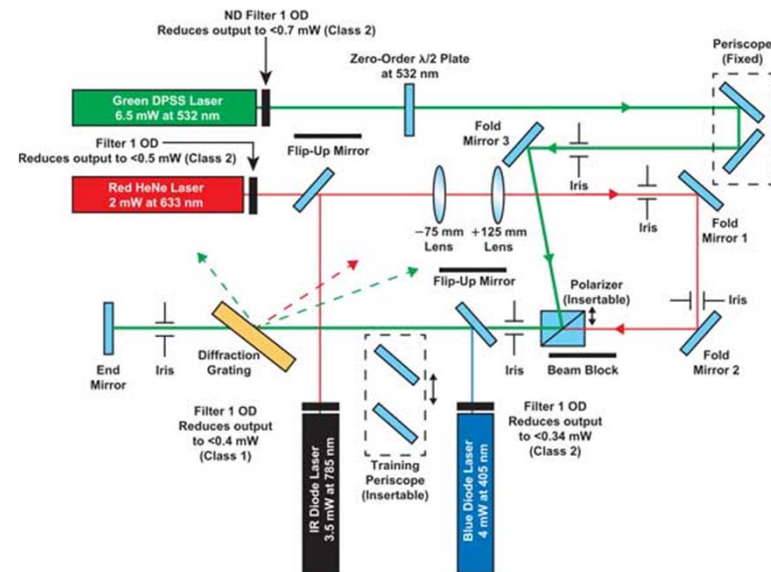 ND Filter 1 OD
Reduces output to <0.7 mW (Class 2)
Zero-Order λ/2 Plate
at 532 nm
Periscope
(Fixed)
Green DPSS Laser
6.5 mW at 532 nm
Filter 1 OD
Reduces output to <0.5 mW (Class 2)
Flip-Up Mirror
Fold
Mirror 3
Iris
Red HeNe Laser
2 mW at 633 nm
−75 mm
Lens
+125 mm
Lens
Iris
Fold
Mirror 1
Flip-Up Mirror
Polarizer
(Insertable)
Iris
End
Mirror
Iris
Diffraction
Grating
Iris
Beam Block
Fold
Mirror 2
Filter 1 OD
Reduces output
to <0.4 mW
(Class 1)
IR Diode Laser
3.5 mW at 785 nm
Training
Periscope
(Insertable)
Blue Diode Laser
4 mW at 405 nm
Filter 1 OD
Reduces output
to <0.34 mW
(Class 2)